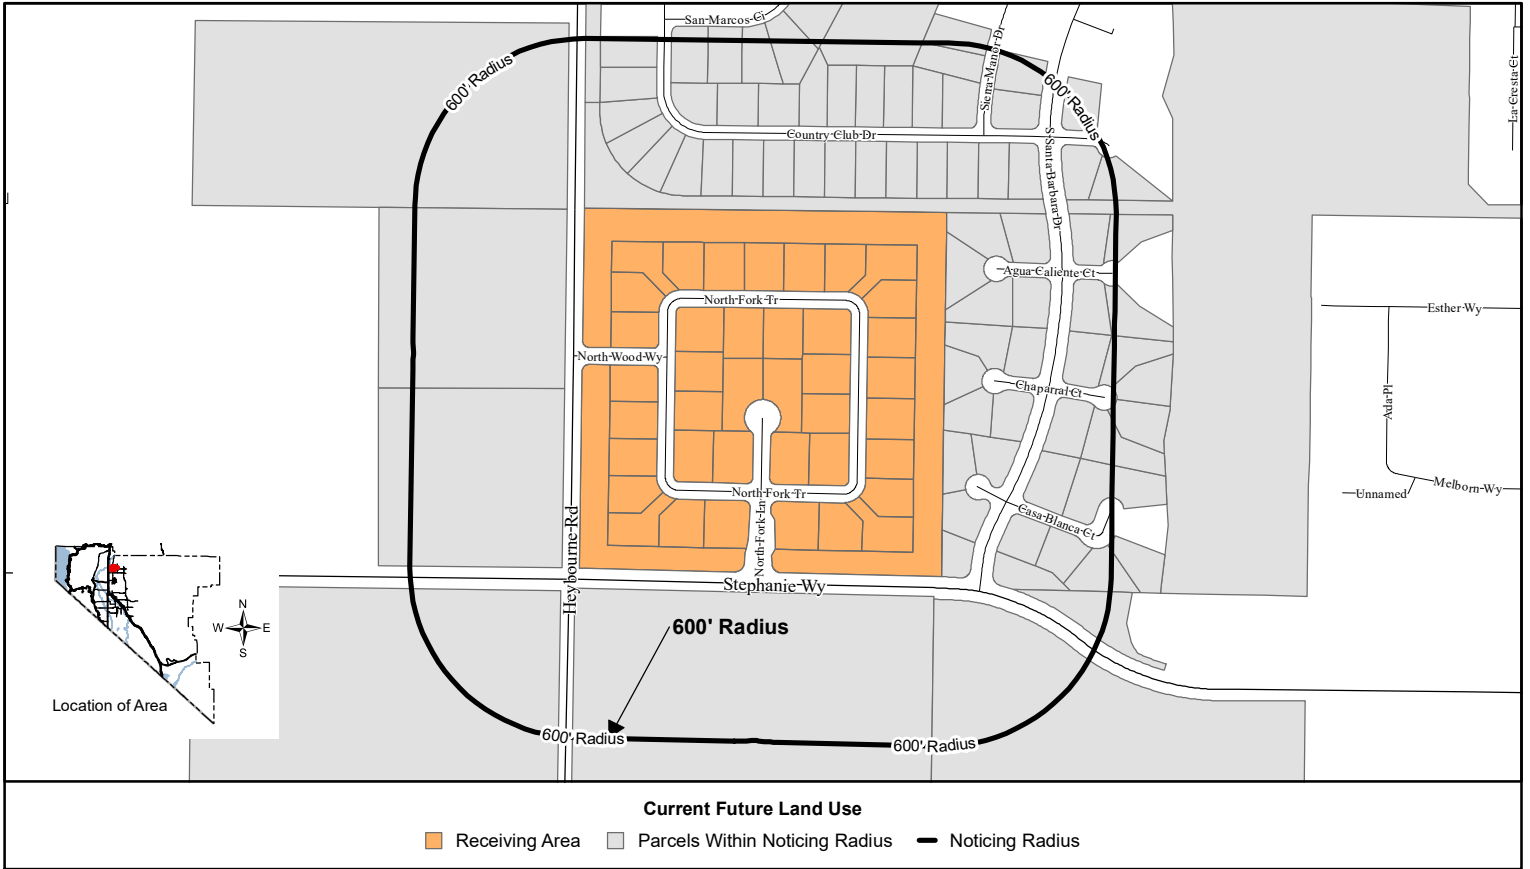 San Marcos Ci
Sierra Manor Dr
La Cresta Ct
600' Radius
600' Radius
Country Club Dr
S Santa Barbara Dr
Agua Caliente Ct
North Fork Tr
Esther Wy
North Wood Wy
Chaparral Ct
Ada Pl
North Fork Tr
Melborn Wy
Unnamed
Casa Blanca Ct
North Fork Ln
Heybourne Rd
Stephanie Wy
N
W E
S
600' Radius
Location of Area
600' Radius
600' Radius
Current Future Land Use
Receiving Area
Parcels Within Noticing Radius
Noticing Radius